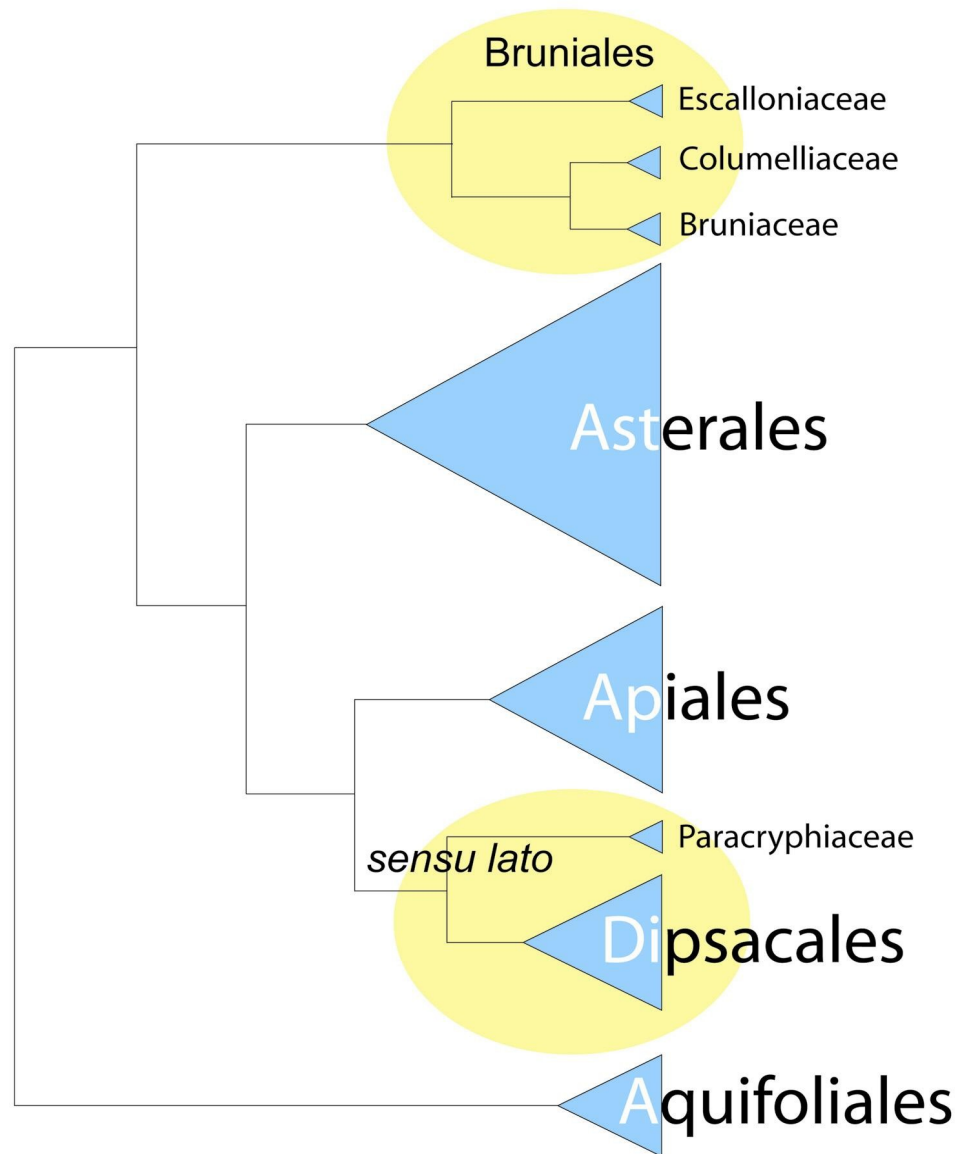 Bruniales
Escalloniaceae
Columelliaceae
Bruniaceae
Asterales
Apiales
Paracryphiaceae
sensu lato
Dipsacales
Aquifoliales